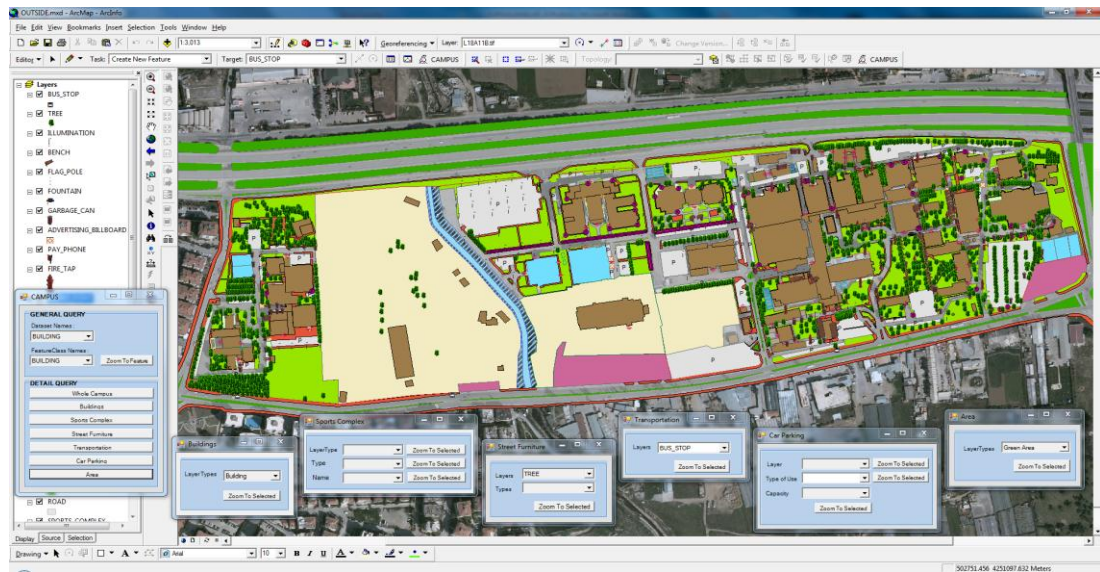 OUTSIDE.mxd - ArcMap - ArcInfo
File Edit View Bookmarks Insert Selection Tools Window Help
1:3.013 Georeferencing Layer: L18A11B.tif Change Version...
Editor Task: Create New Feature Target: BUS_STOP CAMPUS Topology: CAMPUS
Layers
BUS_STOP
TREE
ILLUMINATION
BENCH
FLAG_POLE
FOUNTAIN
GARBAGE_CAN
ADVERTISING_BILLBOARD
PAY_PHONE
FIRE_TAP
CAMPUS
GENERAL QUERY
Dataset Names:
BUILDING
FeatureClass Names:
BUILDING Zoom To Feature
DETAIL QUERY
Whole Campus
Buildings
Sports Complex
Street Furniture
Transportation
Car Parking
Area
Buildings
LayerTypes Building
Zoom To Selected
Sports Complex
LayerType Zoom To Selected
Type Zoom To Selected
Name Zoom To Selected
Street Furniture
Layers TREE
Types
Zoom To Selected
Transportation
Layers BUS_STOP
Zoom To Selected
Car Parking
Layer Zoom To Selected
Type of Use Zoom To Selected
Capacity
Zoom To Selected
Area
LayerTypes Green Area
Zoom To Selected
ROAD
SPORTS_COMPLEX
Display Source Selection
Drawing A Arial 10 B I U A
502751.456 4251097.632 Meters